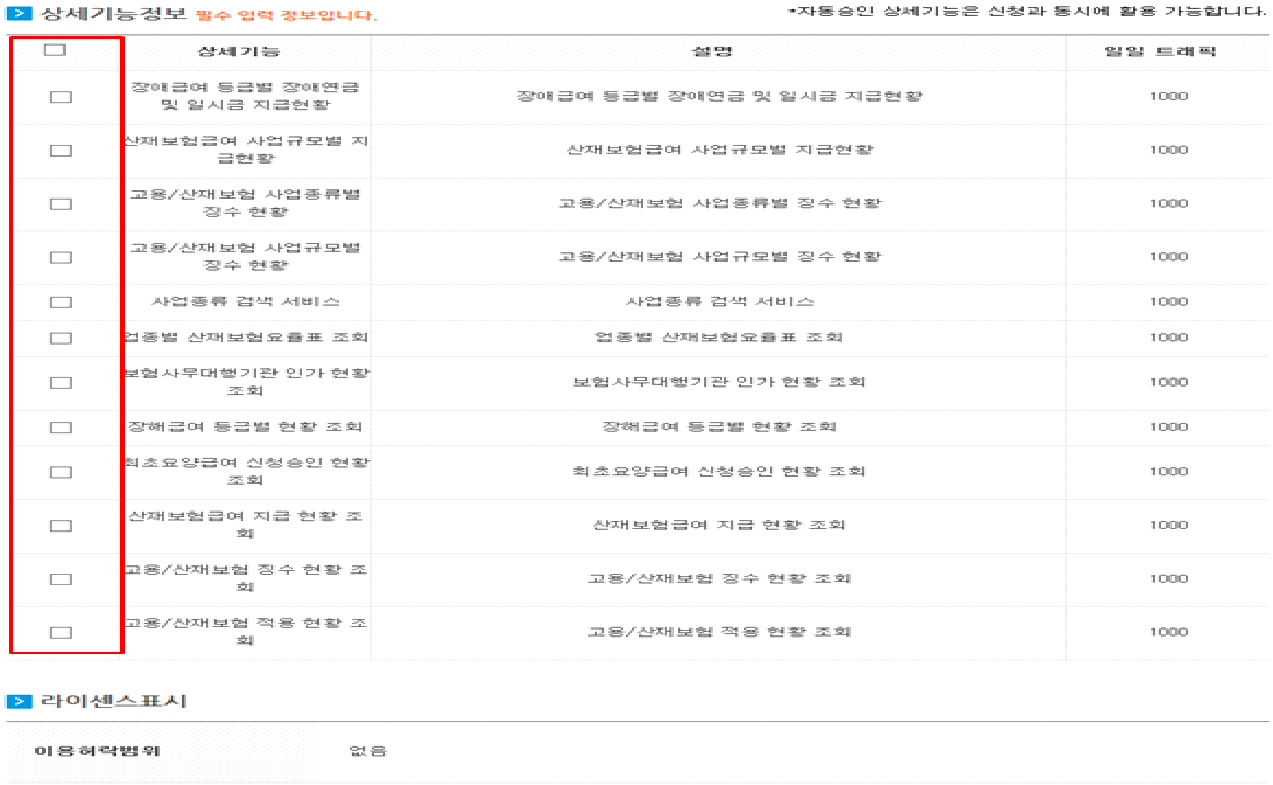 상세기능정보 필수 입력 정보입니다.
*자동승인 상세기능은 신청과 동시에 활용 가능합니다.
상세기능 설명 일일 트래픽
장애급여 등급별 장애연금
및 일시금 지급현황
장애급여 등급별 장애연금 및 일시금 지급현황 1000
산재보험급여 사업규모별 지
급현황
산재보험급여 사업규모별 지급현황 1000
고용/산재보험 사업종류별
징수 현황
고용/산재보험 사업종류별 징수 현황 1000
고용/산재보험 사업규모별
징수 현황
고용/산재보험 사업규모별 징수 현황 1000
사업종류 검색 서비스 사업종류 검색 서비스 1000
업종별 산재보험요율표 조회 업종별 산재보험요율표 조회 1000
보험사무대행기관 인가 현황
조회
보험사무대행기관 인가 현황 조회 1000
장해급여 등급별 현황 조회 장해급여 등급별 현황 조회 1000
최초요양급여 신청승인 현황
조회
최초요양급여 신청승인 현황 조회 1000
산재보험급여 지급 현황 조
회
산재보험급여 지급 현황 조회 1000
고용/산재보험 징수 현황 조
회
고용/산재보험 징수 현황 조회 1000
고용/산재보험 적용 현황 조
회
고용/산재보험 적용 현황 조회 1000
라이센스표시
이용허락범위 없음